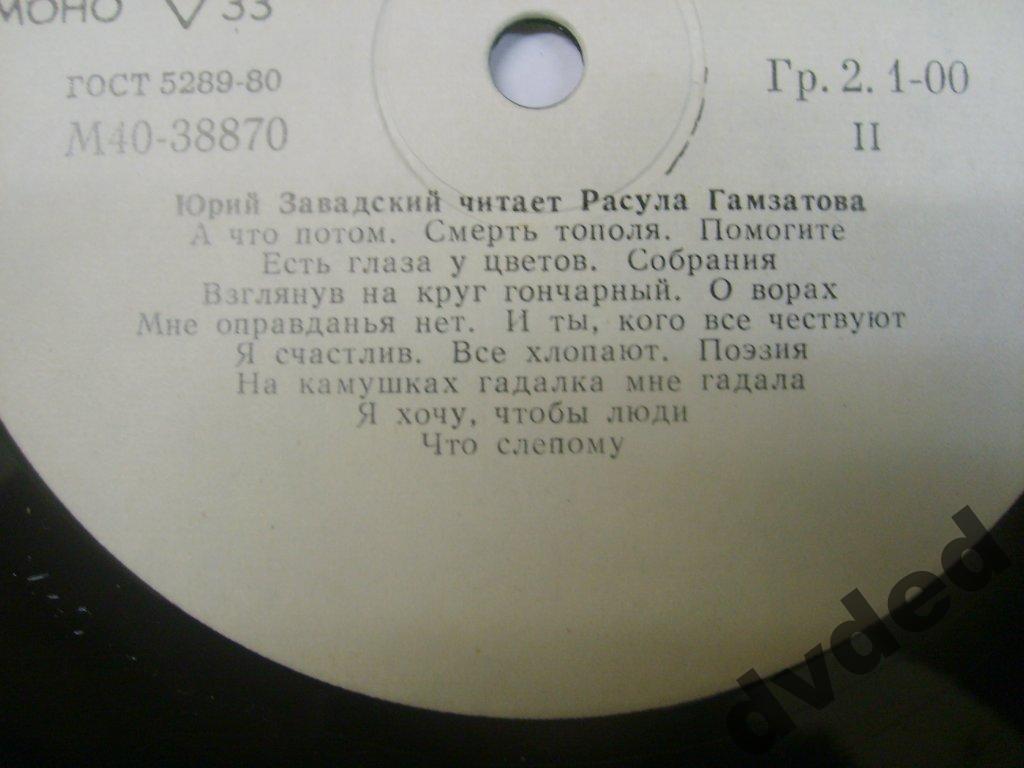 МОНО ▽ 33
ГОСТ 5289-80
Гр. 2. 1-00
М40-38870
II
Юрий Завадский читает Расула Гамзатова
А что потом. Смерть тополя. Помогите
Есть глаза у цветов. Собрания
Взглянув на круг гончарный. О ворах
Мне оправданья нет. И ты, кого все чествуют
Я счастлив. Все хлопают. Поэзия
На камушках гадалка мне гадала
Я хочу, чтобы люди
Что слепому
dvded